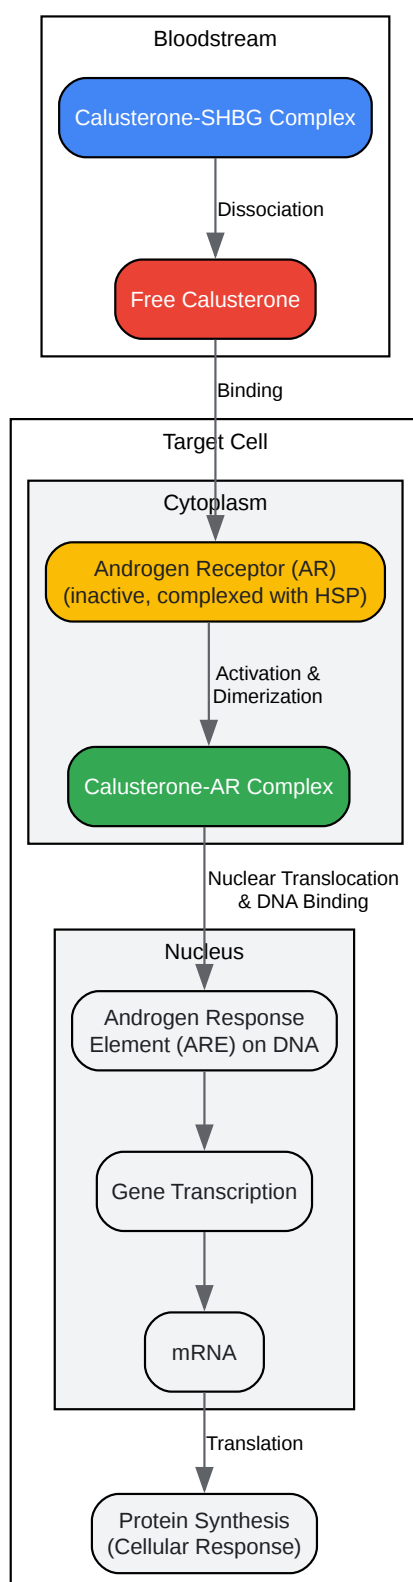 Bloodstream
Calusterone-SHBG Complex
Dissociation
Free Calusterone
Binding
Target Cell
Cytoplasm
Androgen Receptor (AR)
(inactive, complexed with HSP)
Activation &
Dimerization
Calusterone-AR Complex
Nuclear Translocation
& DNA Binding
Nucleus
Androgen Response
Element (ARE) on DNA
Gene Transcription
mRNA
Translation
Protein Synthesis
(Cellular Response)